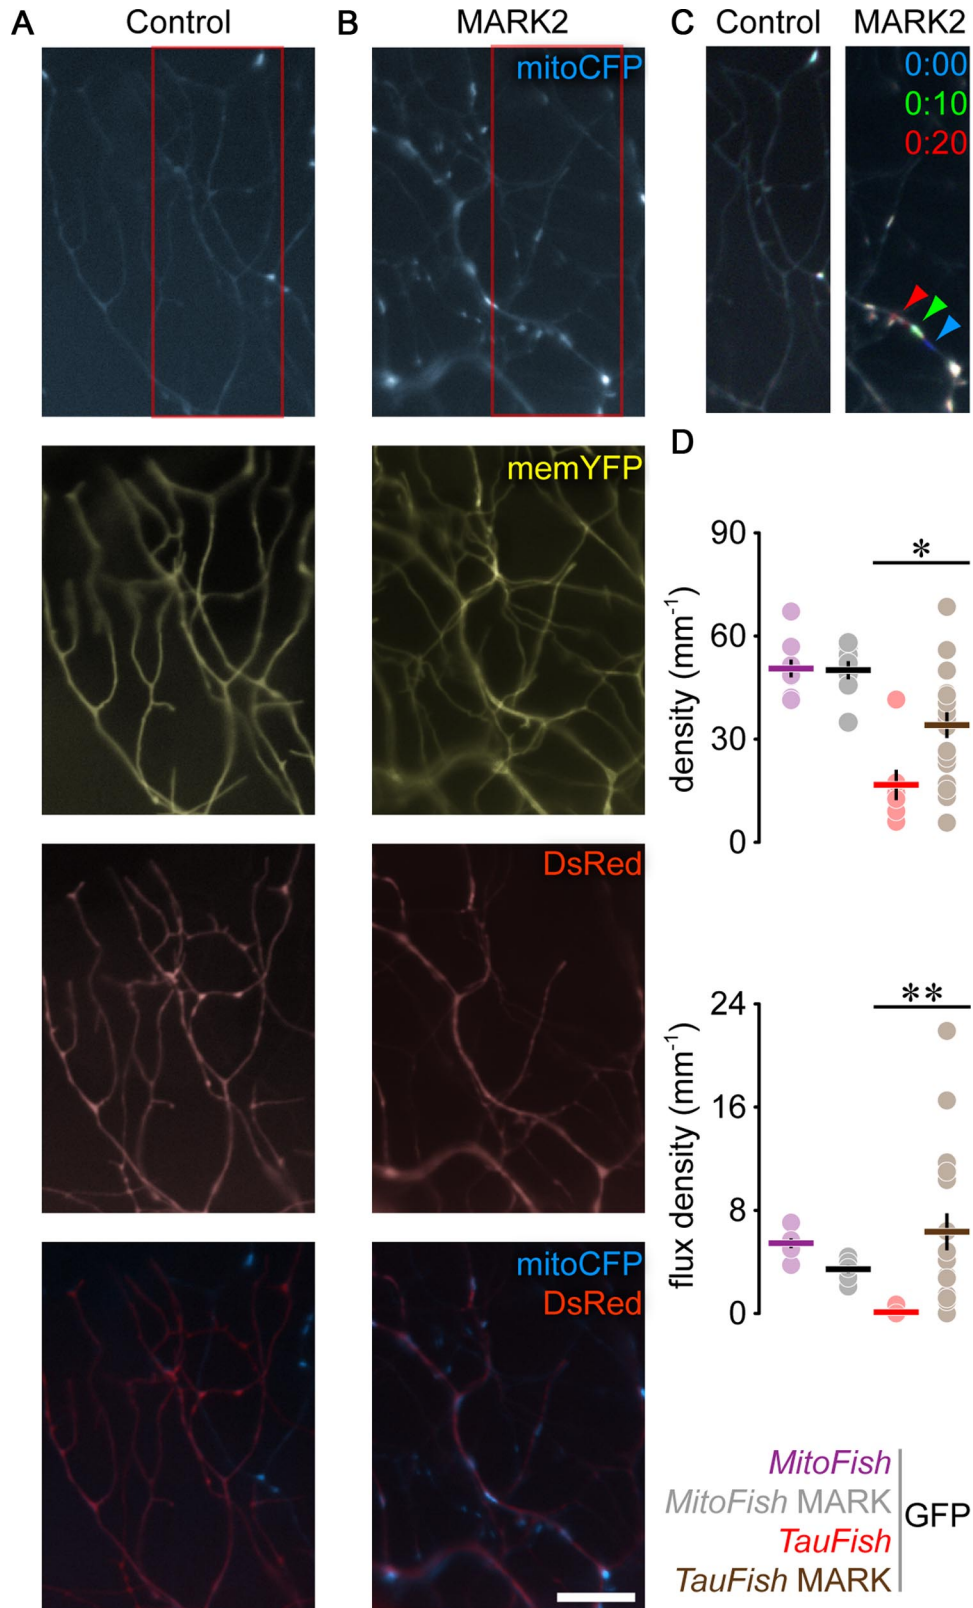 A Control B MARK2 C Control MARK2
mitoCFP
0:00
0:10
0:20
memYFP
D
90
60
30
0
density (mm-1)
*
DsRed
24
16
8
0
flux density (mm-1)
**
mitoCFP
DsRed
MitoFish
MitoFish MARK
TauFish
TauFish MARK
GFP